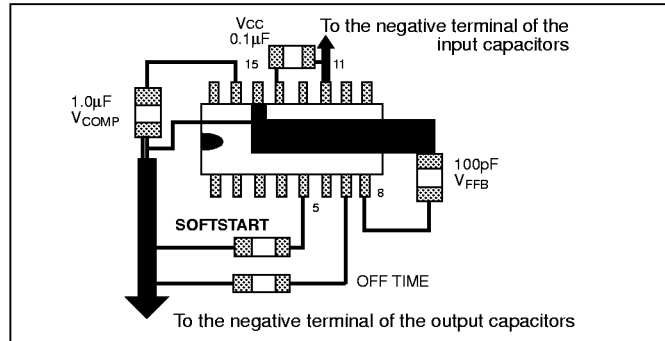 VCC
0.1µF
To the negative terminal of the
input capacitors
15
11
1.0µF
VCOMP
100pF
VFFB
5
8
SOFTSTART
OFF TIME
To the negative terminal of the output capacitors